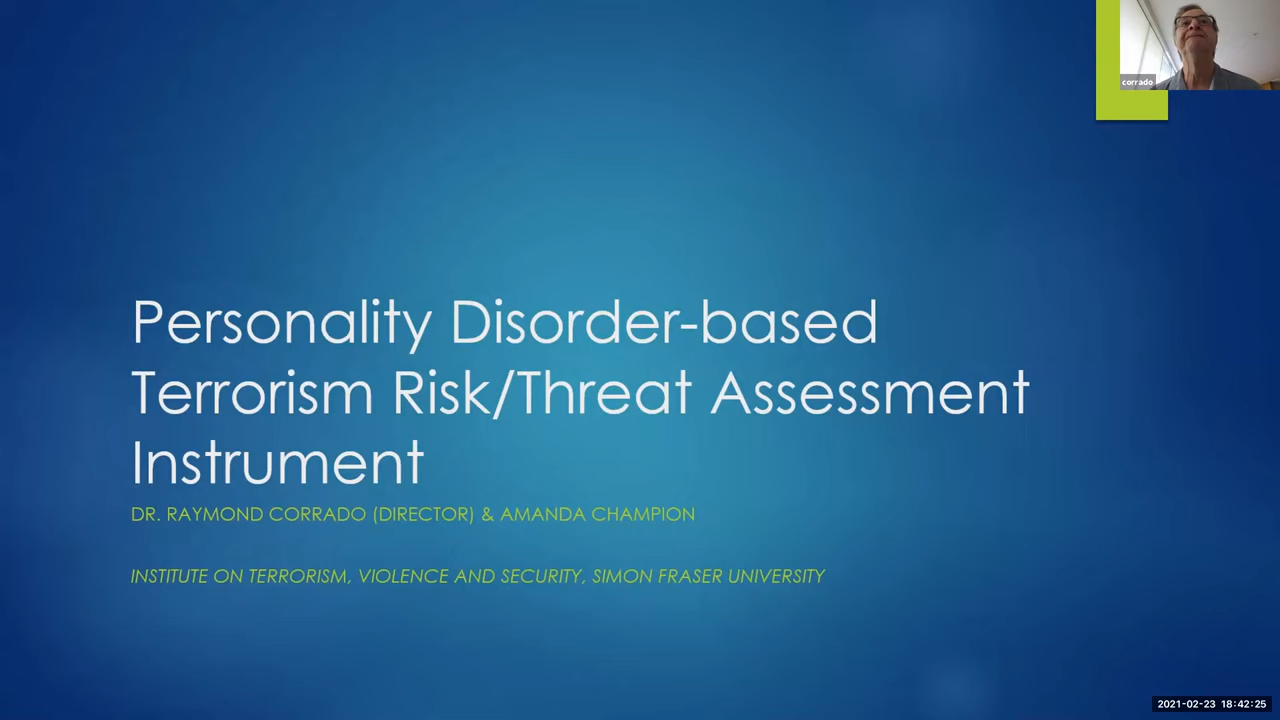 corrado
Personality Disorder-based
Terrorism Risk/Threat Assessment
Instrument
DR. RAYMOND CORRADO (DIRECTOR) & AMANDA CHAMPION
INSTITUTE ON TERRORISM, VIOLENCE AND SECURITY, SIMON FRASER UNIVERSITY
2021-02-23 18:42:25